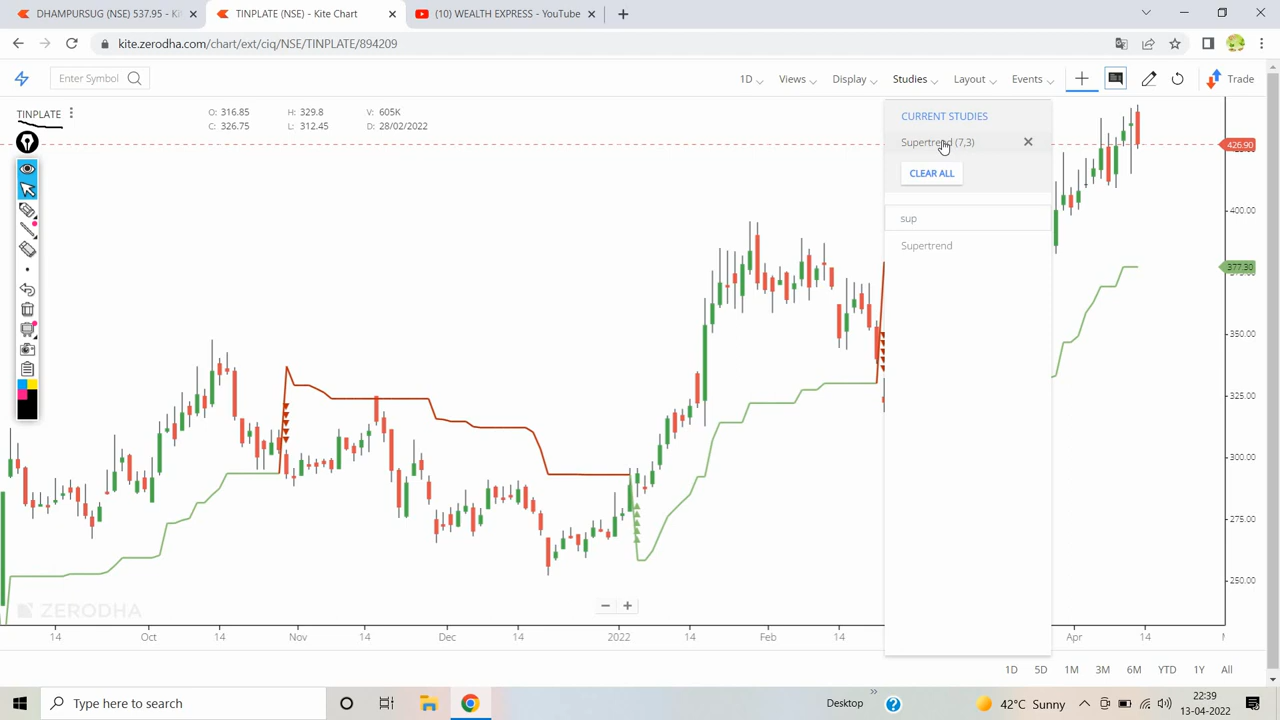 DHAMPURSUG (NSE) 537.95 - Ki
TINPLATE (NSE) - Kite Chart
(10) WEALTH EXPRESS - YouTube
kite.zerodha.com/chart/ext/ciq/NSE/TINPLATE/894209
Enter Symbol
1D
Views
Display
Studies
Layout
Events
Trade
TINPLATE
O: 316.85
H: 329.8
V: 605K
C: 326.75
L: 312.45
D: 28/02/2022
CURRENT STUDIES
Supertrend (7,3)
CLEAR ALL
sup
Supertrend
426.90
400.00
377.30
350.00
325.00
300.00
275.00
250.00
ZERODHA
14
Oct
14
Nov
14
Dec
14
2022
14
Feb
14
Apr
14
1D
5D
1M
3M
6M
YTD
1Y
All
Type here to search
Desktop
42°C Sunny
22:39
13-04-2022